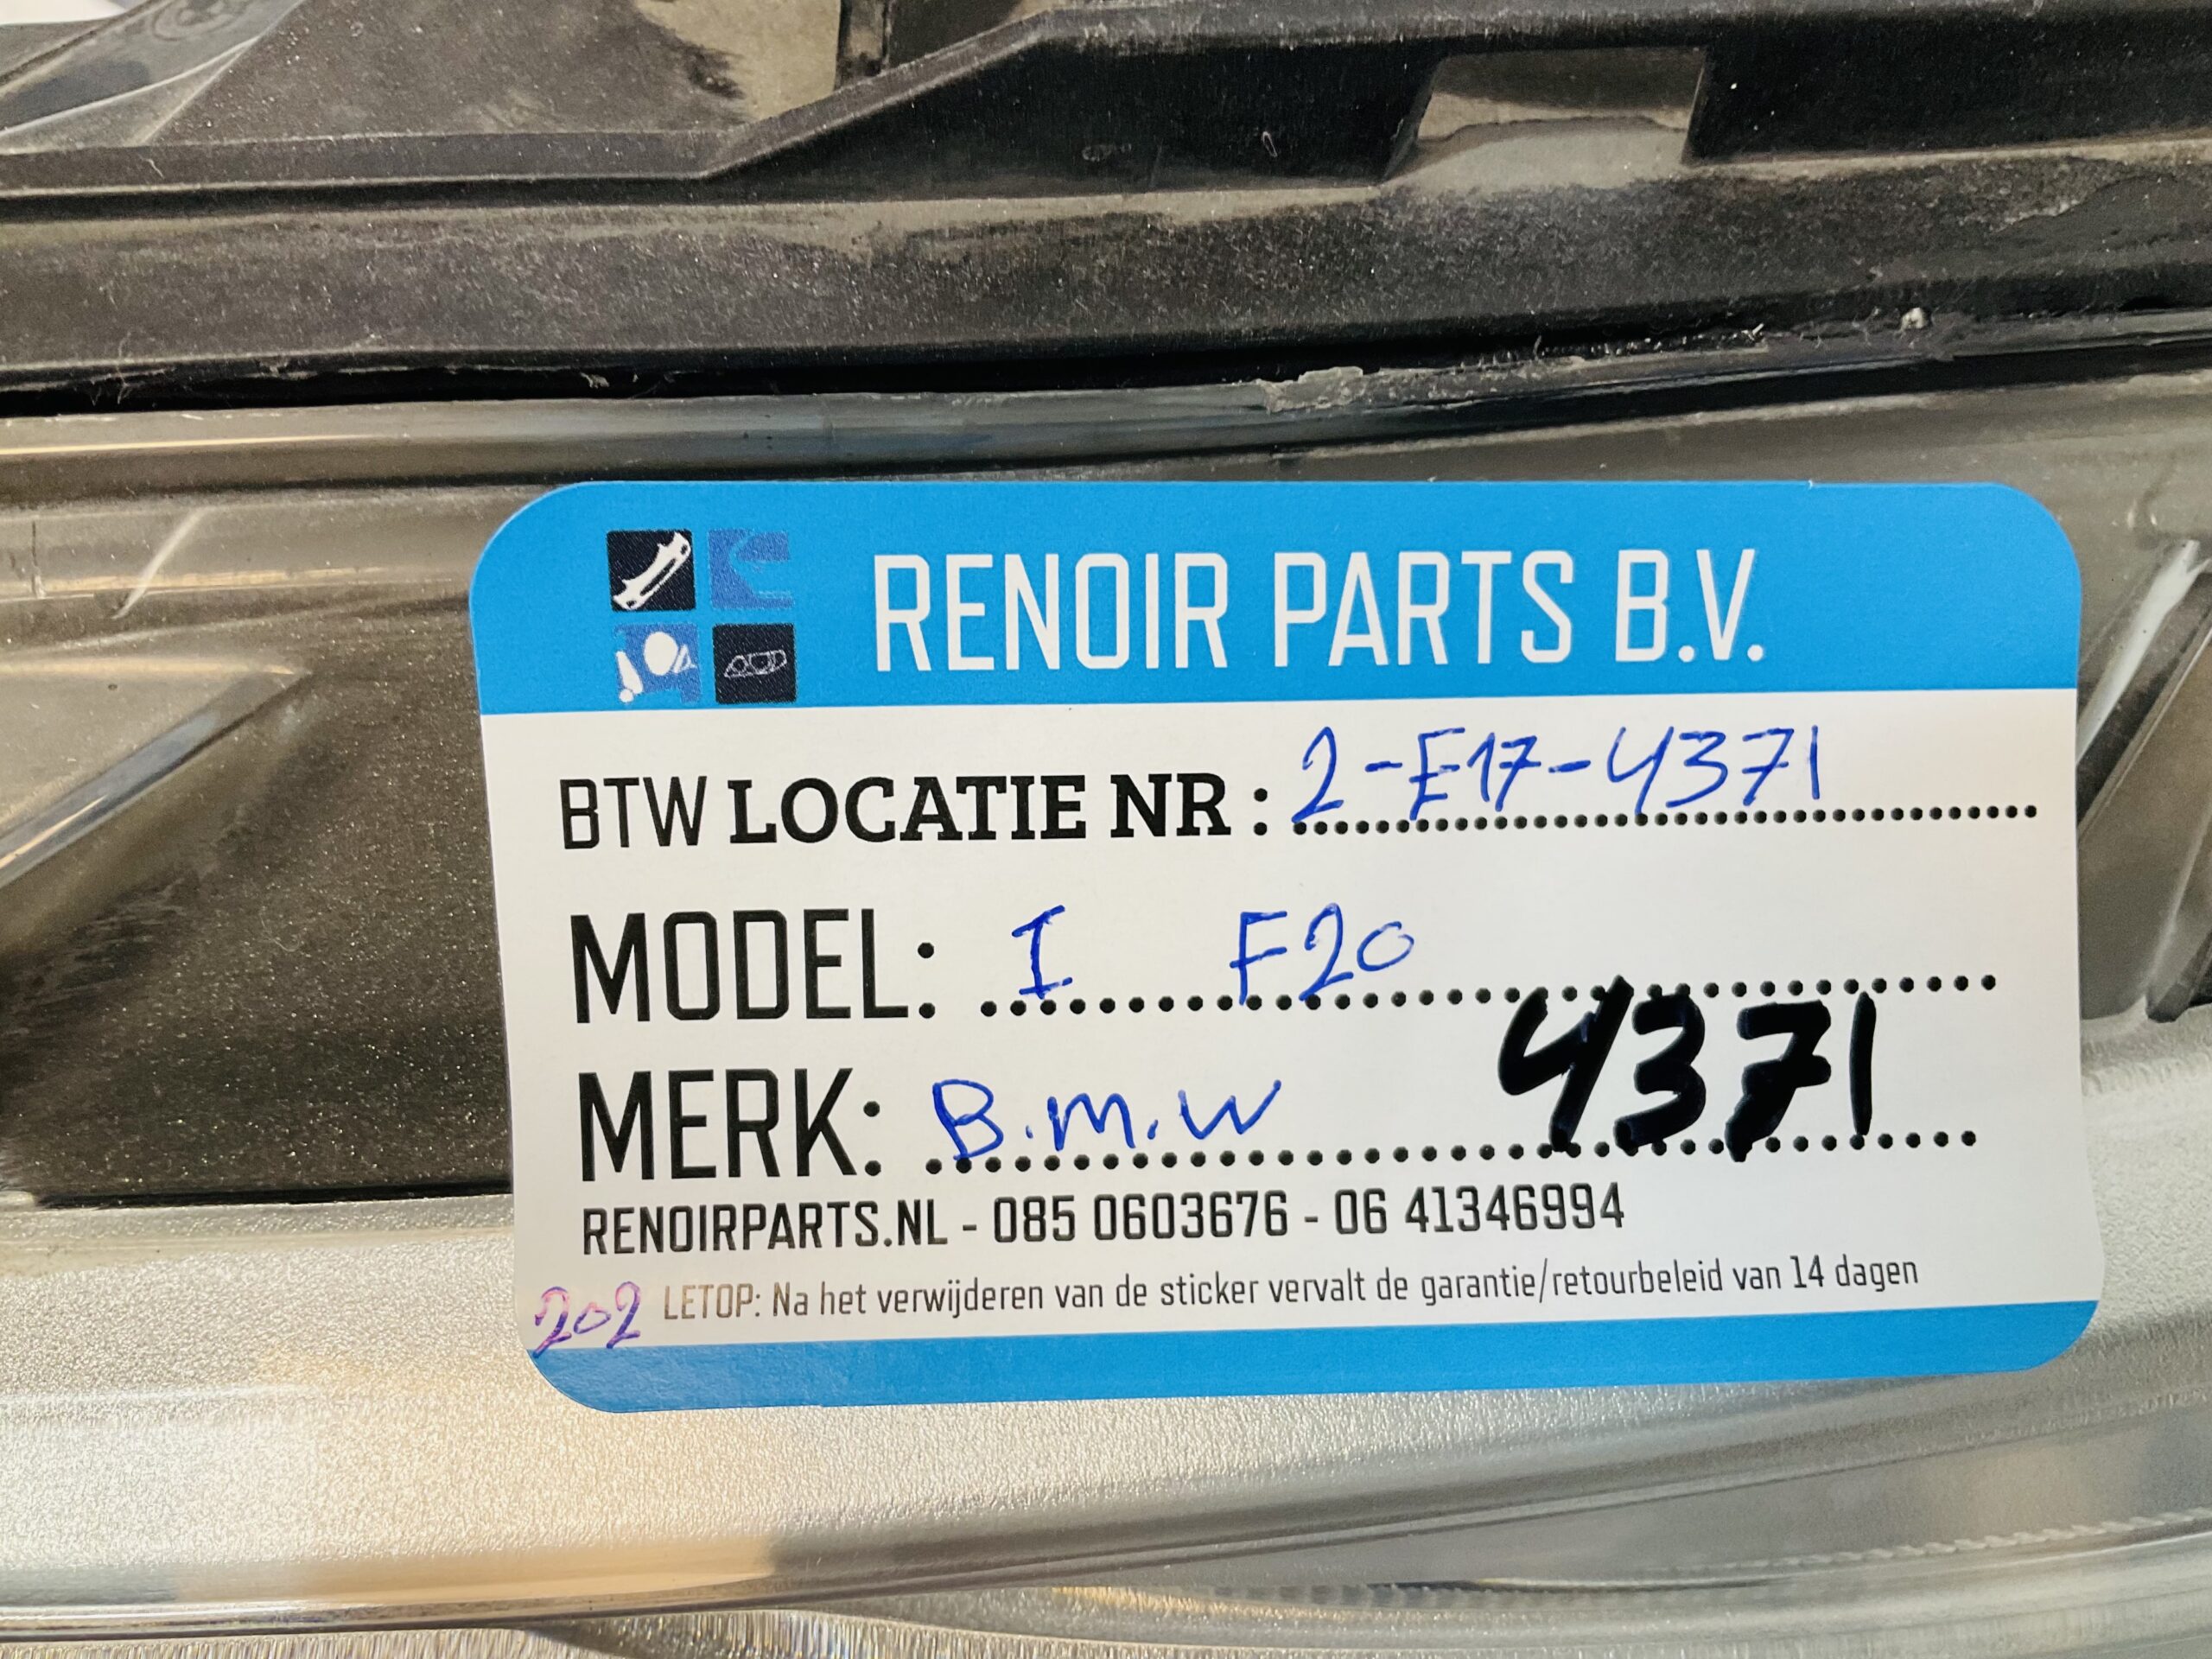 RENOIR PARTS B.V.
BTW LOCATIE NR : 2-E17-4371
MODEL: I F20
MERK: B.M.W 4371
RENOIRPARTS.NL - 085 0603676 - 06 41346994
202 LETOP: Na het verwijderen van de sticker vervalt de garantie/retourbeleid van 14 dagen